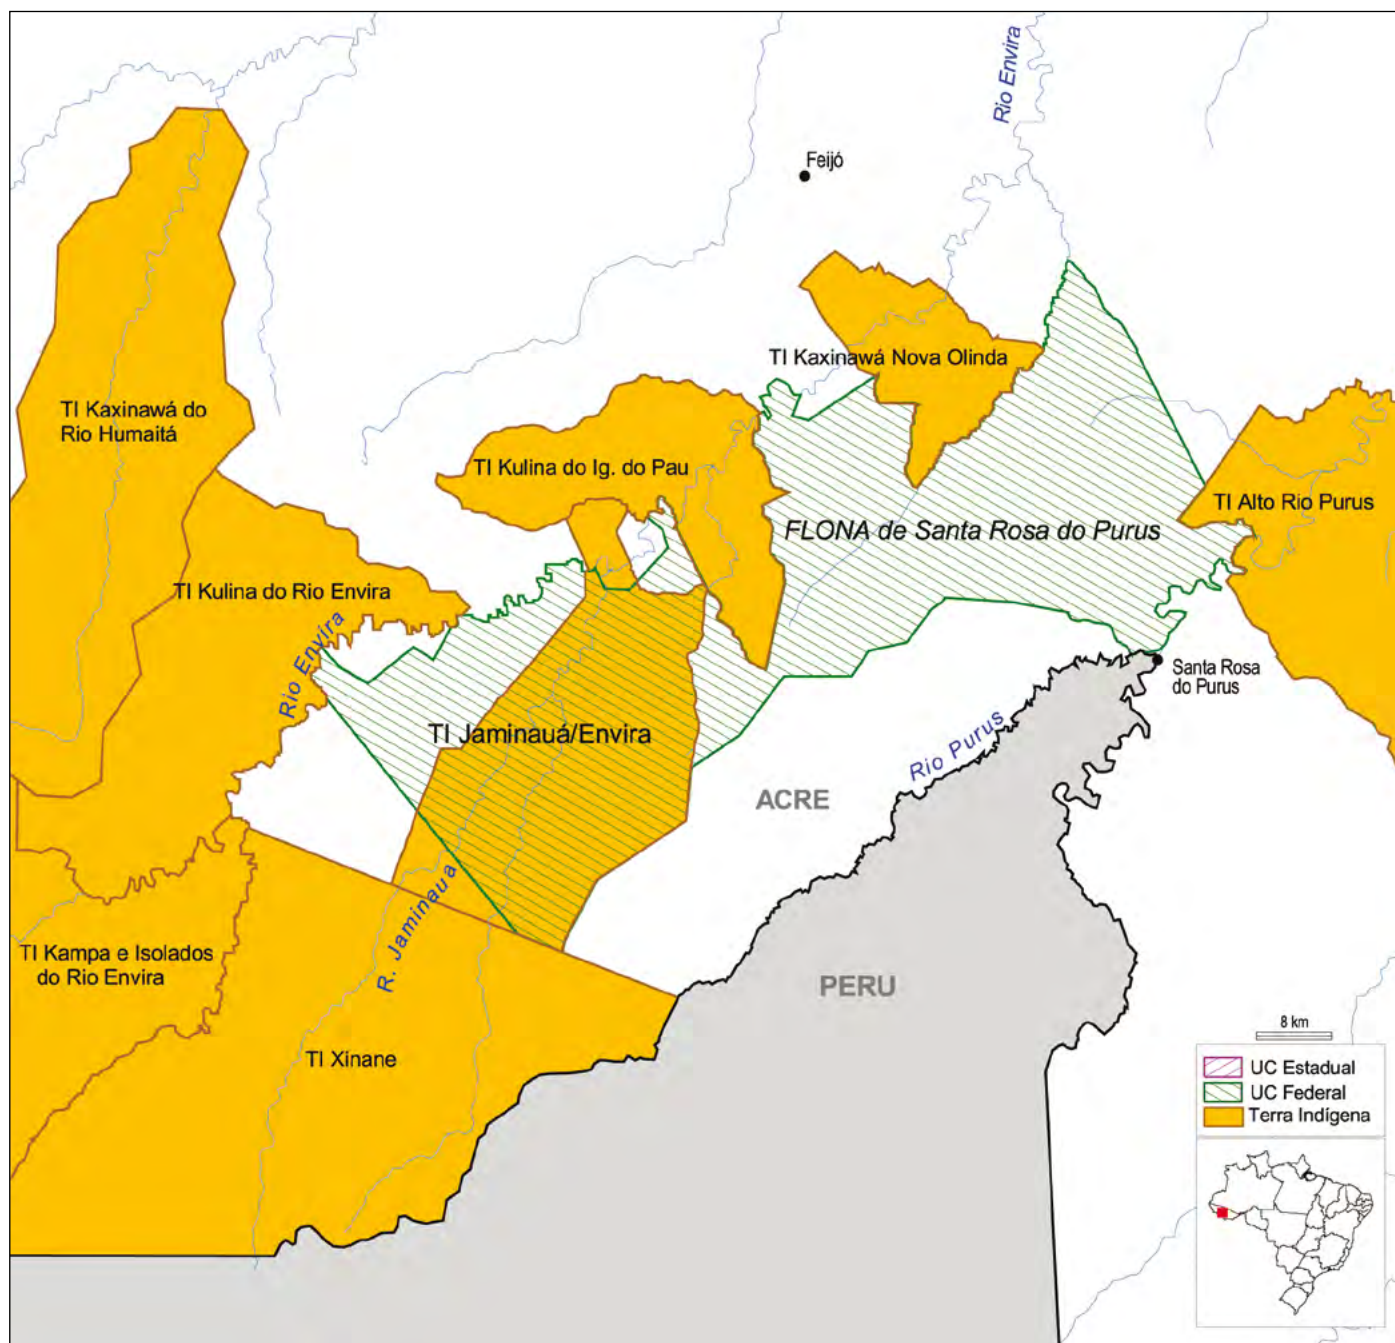 Rio Envira
Feijó
TI Kaxinawá Nova Olinda
TI Kaxinawá do
Rio Humaitá
TI Kulina do Ig. do Pau
TI Alto Rio Purus
FLONA de Santa Rosa do Purus
TI Kulina do Rio Envira
Rio Envira
Santa Rosa
do Purus
TI Jaminauá/Envira
Rio Purus
ACRE
R. Jaminaua
TI Kampa e Isolados
do Rio Envira
PERU
TI Xinane
8 km
UC Estadual
UC Federal
Terra Indígena